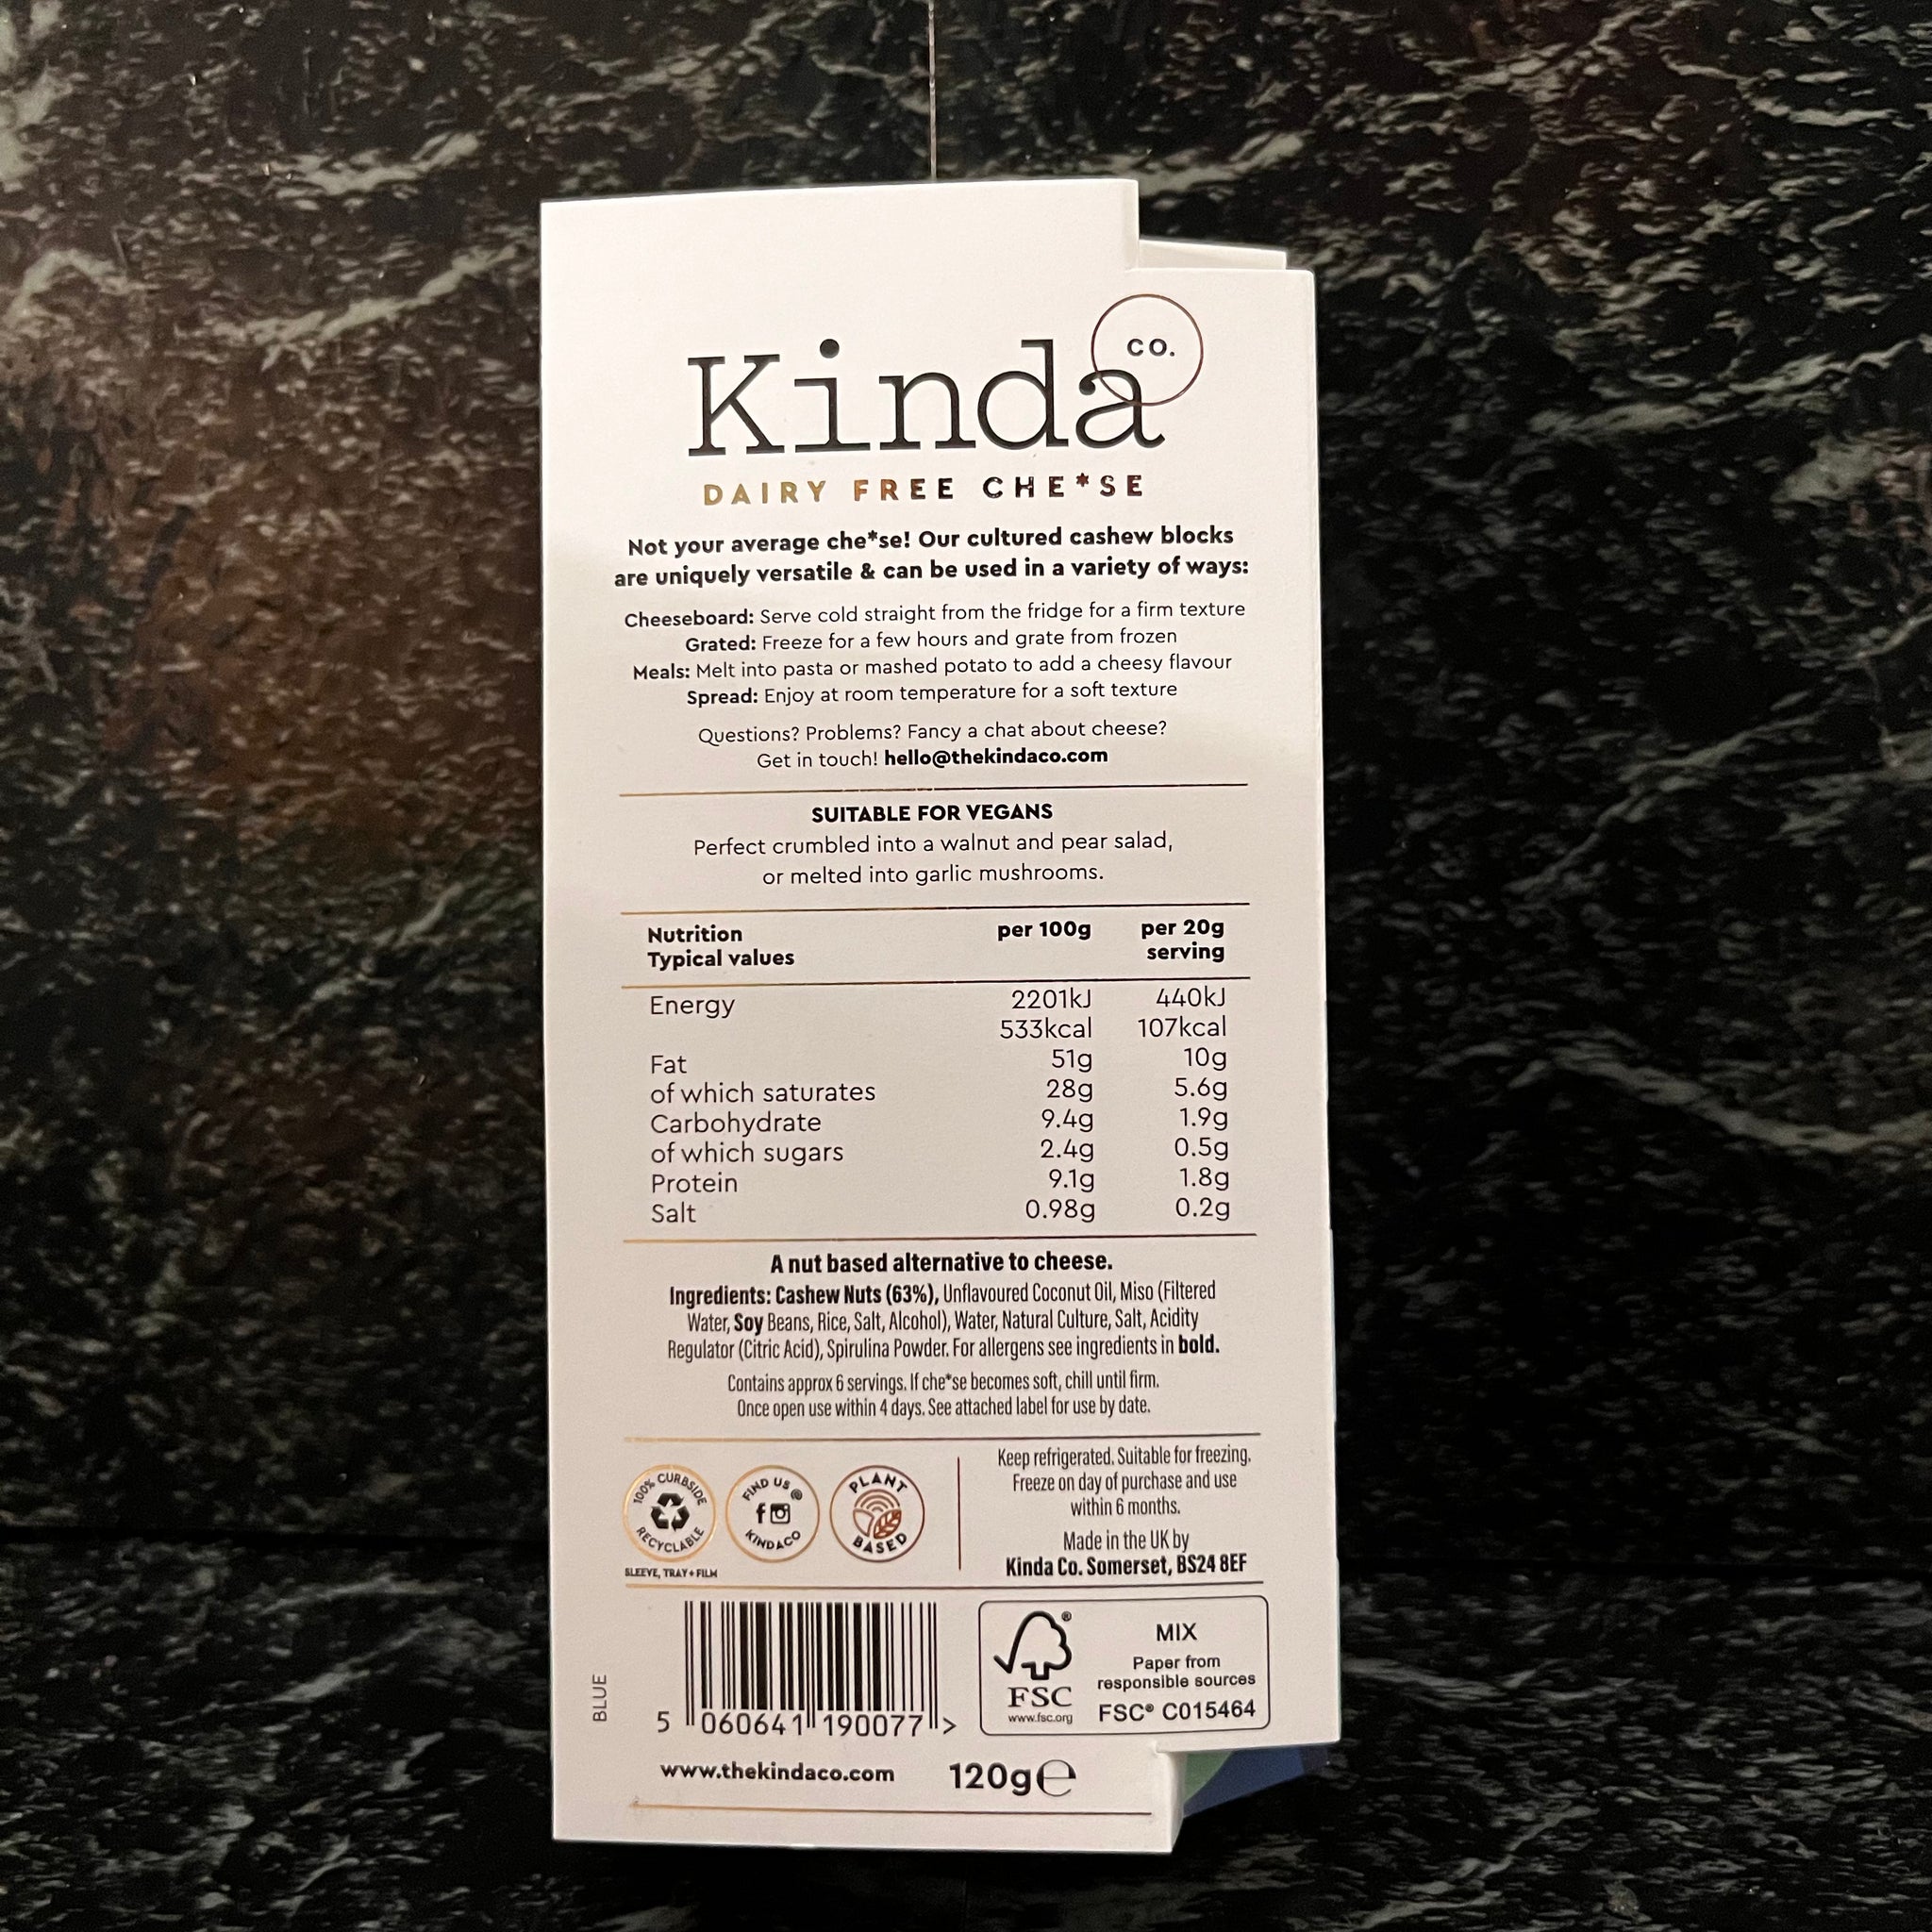 Kinda co.
DAIRY FREE CHE*SE
Not your average che*se! Our cultured cashew blocks
are uniquely versatile & can be used in a variety of ways:
Cheeseboard: Serve cold straight from the fridge for a firm texture
Grated: Freeze for a few hours and grate from frozen
Meals: Melt into pasta or mashed potato to add a cheesy flavour
Spread: Enjoy at room temperature for a soft texture
Questions? Problems? Fancy a chat about cheese?
Get in touch! hello@thekindaco.com
SUITABLE FOR VEGANS
Perfect crumbled into a walnut and pear salad,
or melted into garlic mushrooms.
Nutrition per 100g per 20g
Typical values serving
Energy 2201kJ 440kJ
533kcal 107kcal
Fat 51g 10g
of which saturates 28g 5.6g
Carbohydrate 9.4g 1.9g
of which sugars 2.4g 0.5g
Protein 9.1g 1.8g
Salt 0.98g 0.2g
A nut based alternative to cheese.
Ingredients: Cashew Nuts (63%), Unflavoured Coconut Oil, Miso (Filtered
Water, Soy Beans, Rice, Salt, Alcohol), Water, Natural Culture, Salt, Acidity
Regulator (Citric Acid), Spirulina Powder. For allergens see ingredients in bold.
Contains approx 6 servings. If che*se becomes soft, chill until firm.
Once open use within 4 days. See attached label for use by date.
100% CURBSIDE RECYCLABLE
SLEEVE, TRAY + FILM
FIND US @ KINDACO
PLANT BASED
Keep refrigerated. Suitable for freezing.
Freeze on day of purchase and use
within 6 months.
Made in the UK by
Kinda Co. Somerset, BS24 8EF
BLUE
5 060641 190077 >
FSC®
www.fsc.org
MIX
Paper from
responsible sources
FSC® C015464
www.thekindaco.com 120g℮